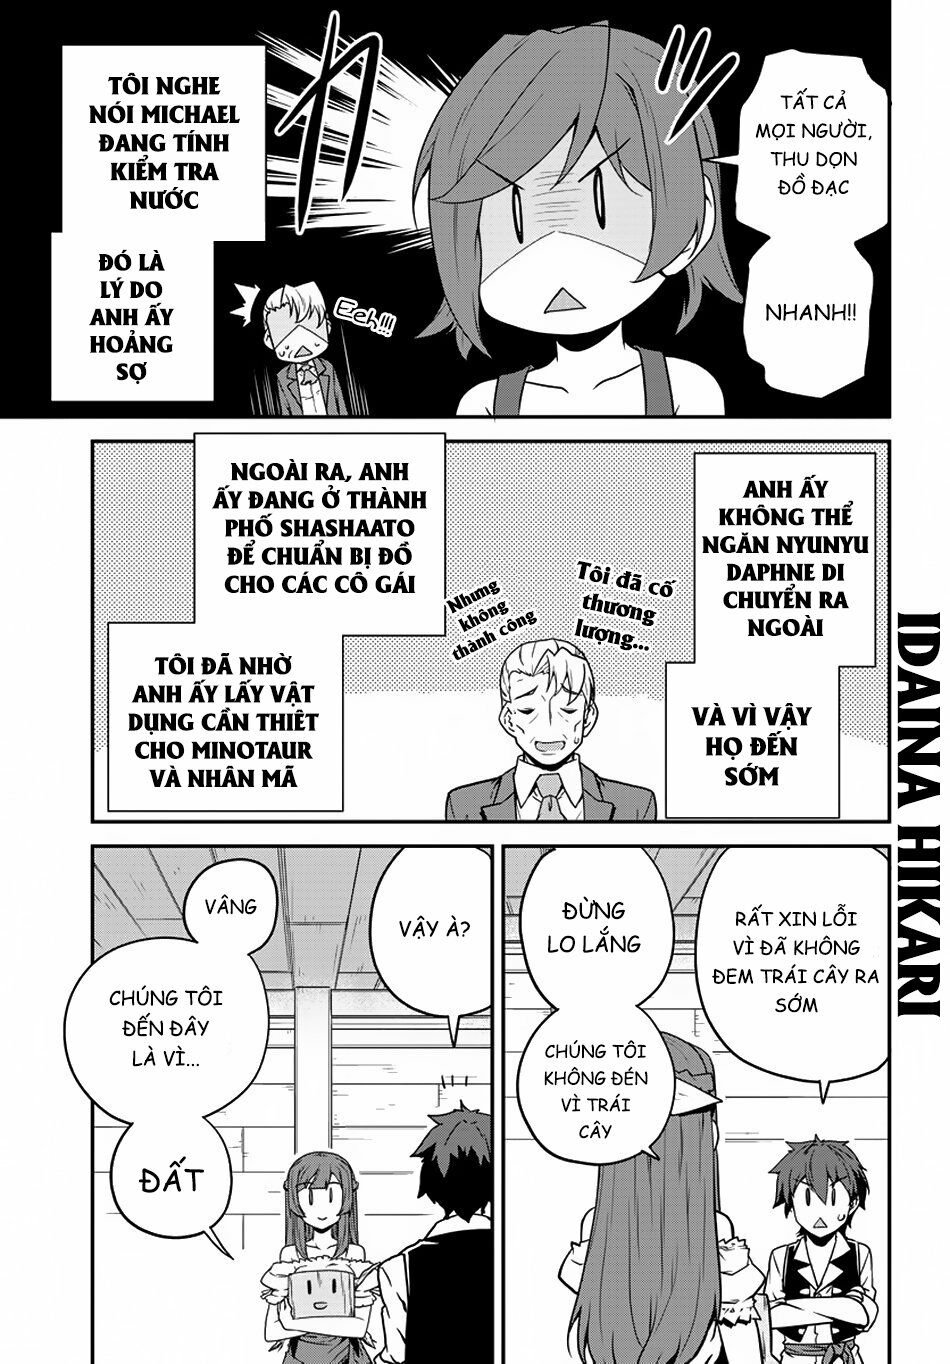 TẤT CẢ
MỌI NGƯỜI,
THU DỌN
ĐỒ ĐẠC
NHANH!!
TÔI NGHE
NÓI MICHAEL
ĐANG TÍNH
KIỂM TRA
NƯỚC
ĐÓ LÀ
LÝ DO
ANH ẤY
HOẢNG
SỢ
Eeh!!!
ANH ẤY
KHÔNG THỂ
NGĂN NYUNYU
DAPHNE DI
CHUYỂN RA
NGOÀI
VÀ VÌ VẬY
HỌ ĐẾN
SỚM
Tôi đã cố
thương
lượng...
Nhưng
không
thành công
NGOÀI RA, ANH
ẤY ĐANG Ở THÀNH
PHỐ SHASHAATO
ĐỂ CHUẨN BỊ ĐỒ
CHO CÁC CÔ GÁI
TÔI ĐÃ NHỜ
ANH ẤY LẤY VẬT
DỤNG CẦN THIÊT
CHO MINOTAUR
VÀ NHÂN MÃ
RẤT XIN LỖI
VÌ ĐÃ KHÔNG
ĐEM TRÁI CÂY RA
SỚM
ĐỪNG
LO LẮNG
CHÚNG TÔI
KHÔNG ĐÉN
VÌ TRÁI
CÂY
VẬY À?
VÂNG
CHÚNG TÔI
ĐẾN ĐÂY
LÀ VÌ...
ĐẤT
IDAINA HIKARI